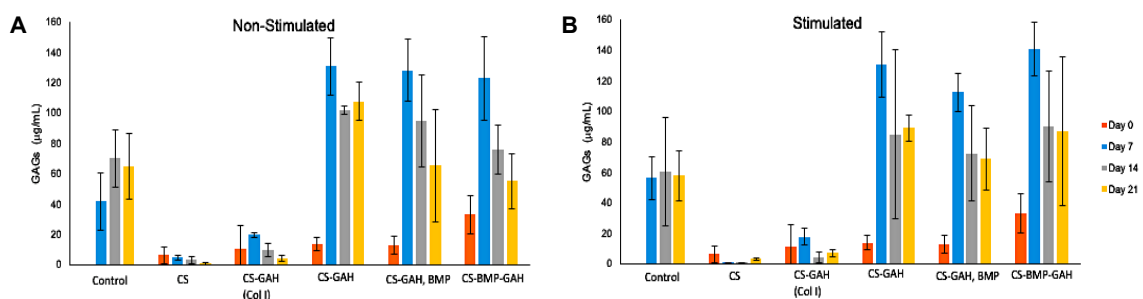 A
Non-Stimulated
GAGs (µg/mL)
160
140
120
100
80
60
40
20
0
Control
CS
CS-GAH
(Col I)
CS-GAH
CS-GAH, BMP
CS-BMP-GAH
B
Stimulated
GAGs (µg/mL)
160
140
120
100
80
60
40
20
0
Control
CS
CS-GAH
(Col I)
CS-GAH
CS-GAH, BMP
CS-BMP-GAH
Day 0
Day 7
Day 14
Day 21